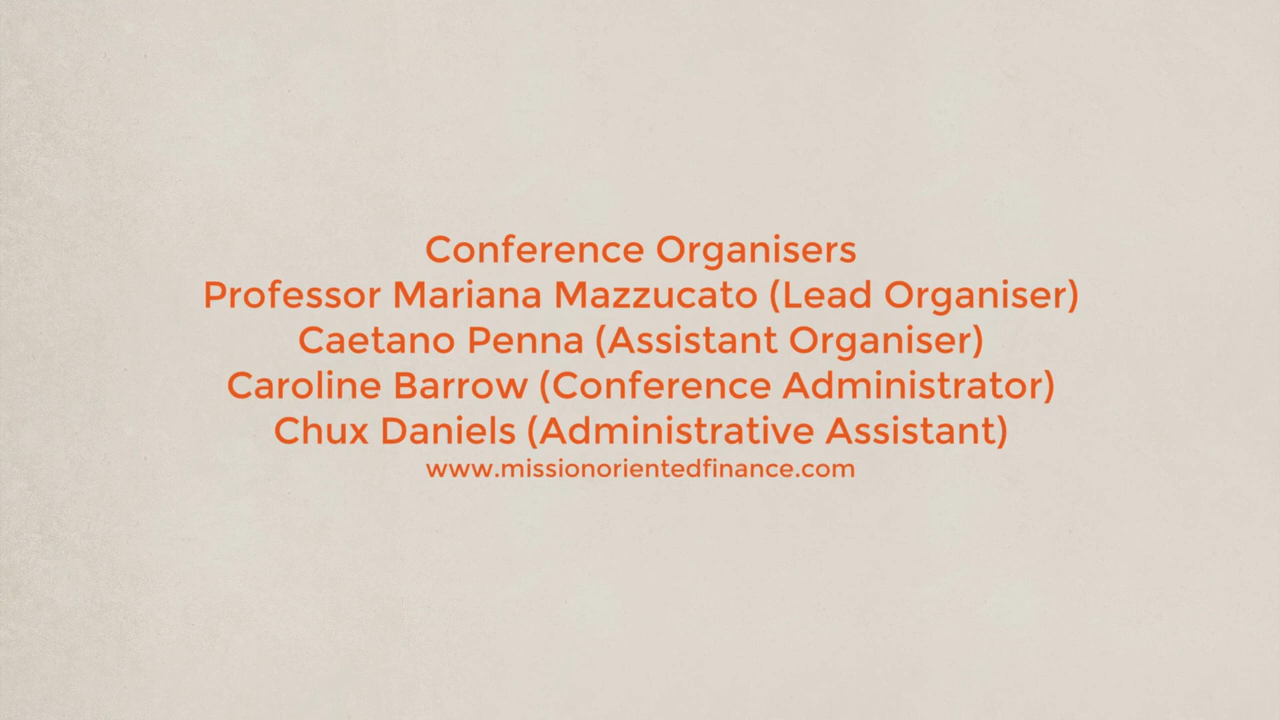 Conference Organisers
Professor Mariana Mazzucato (Lead Organiser)
Caetano Penna (Assistant Organiser)
Caroline Barrow (Conference Administrator)
Chux Daniels (Administrative Assistant)
www.missionorientedfinance.com